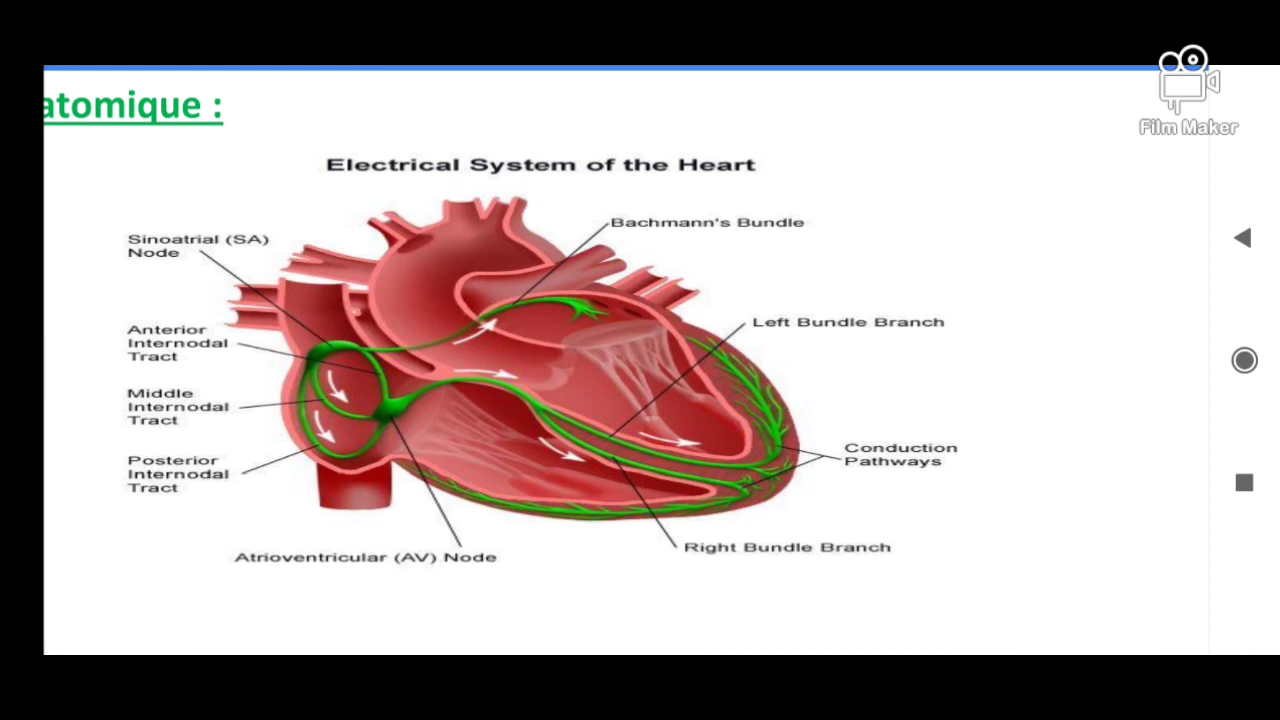 atomique :
Film Maker
Electrical System of the Heart
Bachmann's Bundle
Sinoatrial (SA)
Node
Left Bundle Branch
Anterior
Internodal
Tract
Middle
Internodal
Tract
Conduction
Pathways
Posterior
Internodal
Tract
Right Bundle Branch
Atrioventricular (AV) Node